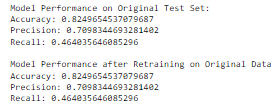 Model Performance on Original Test Set:
Accuracy: 0.8249654537079687
Precision: 0.7098344693281402
Recall: 0.464035646085296
Model Performance after Retraining on Original Data
Accuracy: 0.8249654537079687
Precision: 0.7098344693281402
Recall: 0.464035646085296